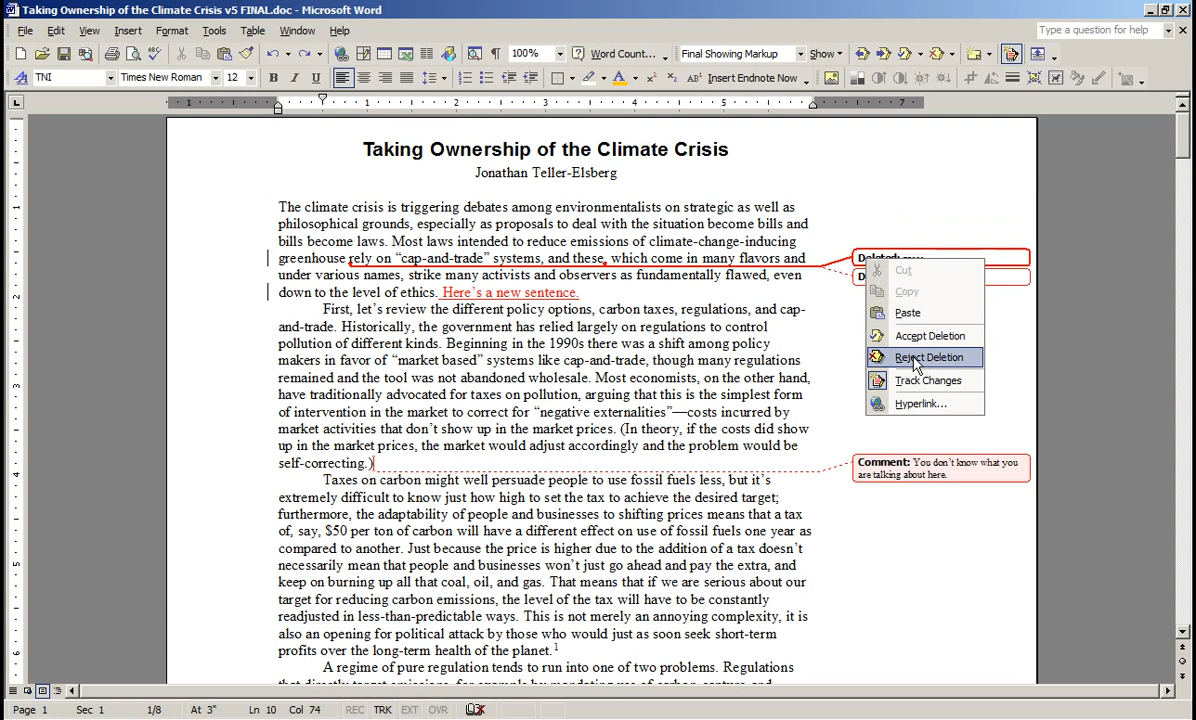 Taking Ownership of the Climate Crisis v5 FINAL.doc - Microsoft Word
File Edit View Insert Format Tools Table Window Help
Type a question for help
100% Word Count... Final Showing Markup Show
TNI Times New Roman 12 B I U Insert Endnote Now
1 1 2 3 4 5 7
Taking Ownership of the Climate Crisis
Jonathan Teller-Elsberg
The climate crisis is triggering debates among environmentalists on strategic as well as
philosophical grounds, especially as proposals to deal with the situation become bills and
bills become laws. Most laws intended to reduce emissions of climate-change-inducing
greenhouse rely on “cap-and-trade” systems, and these, which come in many flavors and
under various names, strike many activists and observers as fundamentally flawed, even
down to the level of ethics. Here’s a new sentence.
First, let’s review the different policy options, carbon taxes, regulations, and cap-
and-trade. Historically, the government has relied largely on regulations to control
pollution of different kinds. Beginning in the 1990s there was a shift among policy
makers in favor of “market based” systems like cap-and-trade, though many regulations
remained and the tool was not abandoned wholesale. Most economists, on the other hand,
have traditionally advocated for taxes on pollution, arguing that this is the simplest form
of intervention in the market to correct for “negative externalities”—costs incurred by
market activities that don’t show up in the market prices. (In theory, if the costs did show
up in the market prices, the market would adjust accordingly and the problem would be
self-correcting.)
Taxes on carbon might well persuade people to use fossil fuels less, but it’s
extremely difficult to know just how high to set the tax to achieve the desired target;
furthermore, the adaptability of people and businesses to shifting prices means that a tax
of, say, $50 per ton of carbon will have a different effect on use of fossil fuels one year as
compared to another. Just because the price is higher due to the addition of a tax doesn’t
necessarily mean that people and businesses won’t just go ahead and pay the extra, and
keep on burning up all that coal, oil, and gas. That means that if we are serious about our
target for reducing carbon emissions, the level of the tax will have to be constantly
readjusted in less-than-predictable ways. This is not merely an annoying complexity, it is
also an opening for political attack by those who would just as soon seek short-term
profits over the long-term health of the planet.1
A regime of pure regulation tends to run into one of two problems. Regulations
Cut
Copy
Paste
Accept Deletion
Reject Deletion
Track Changes
Hyperlink...
Comment: You don’t know what you
are talking about here.
Page 1 Sec 1 1/8 At 3" Ln 10 Col 74 REC TRK EXT OVR